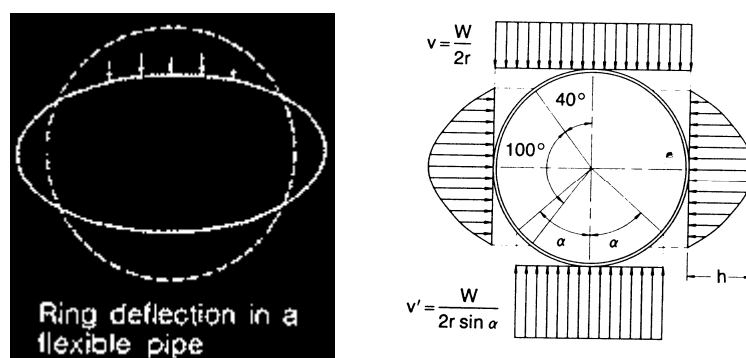 Ring deflection in a
flexible pipe
v = W
2r
40°
100°
e
α α
h
v' = W
2r sin α